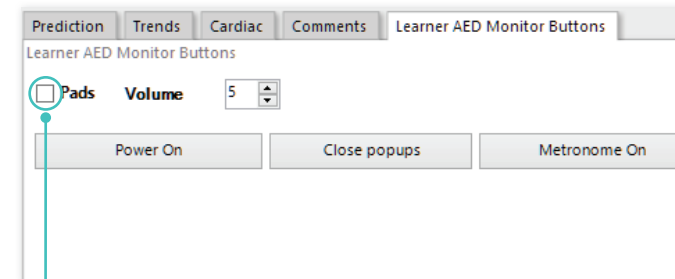 Prediction Trends Cardiac Comments Learner AED Monitor Buttons
Learner AED Monitor Buttons
Pads Volume 5
Power On Close popups Metronome On